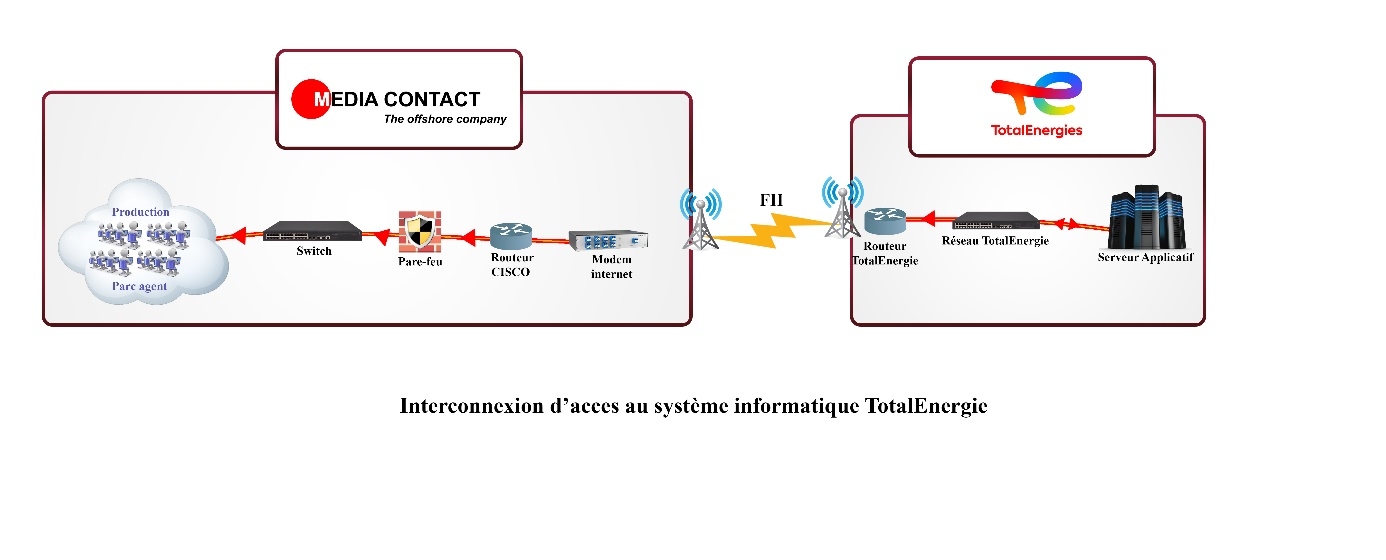 MEDIA CONTACT
The offshore company
TotalEnergies
Production
Parc agent
Switch
Pare-feu
Routeur
CISCO
Modem
internet
FH
Routeur
TotalEnergie
Réseau TotalEnergie
Serveur Applicatif
Interconnexion d’acces au système informatique TotalEnergie